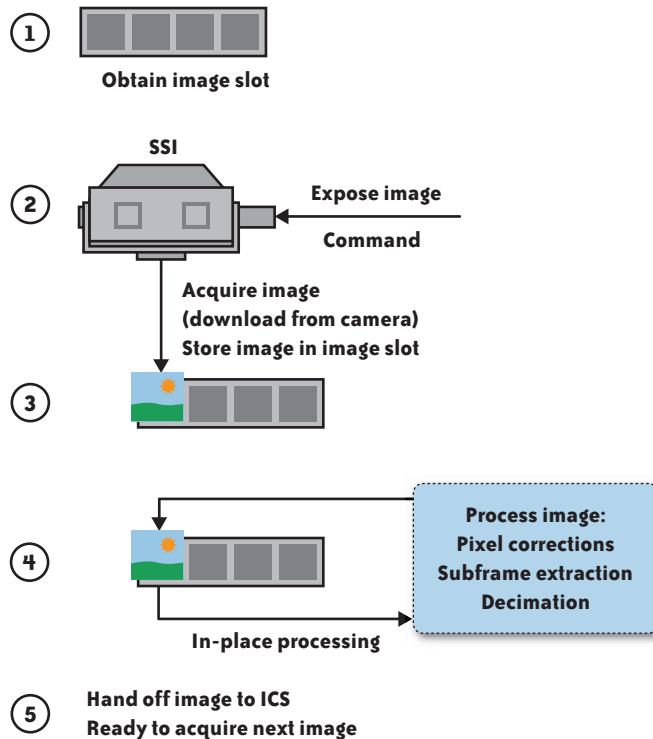 1
Obtain image slot
SSI
2
Expose image
Command
Acquire image
(download from camera)
Store image in image slot
3
4
Process image:
Pixel corrections
Subframe extraction
Decimation
In-place processing
5
Hand off image to ICS
Ready to acquire next image